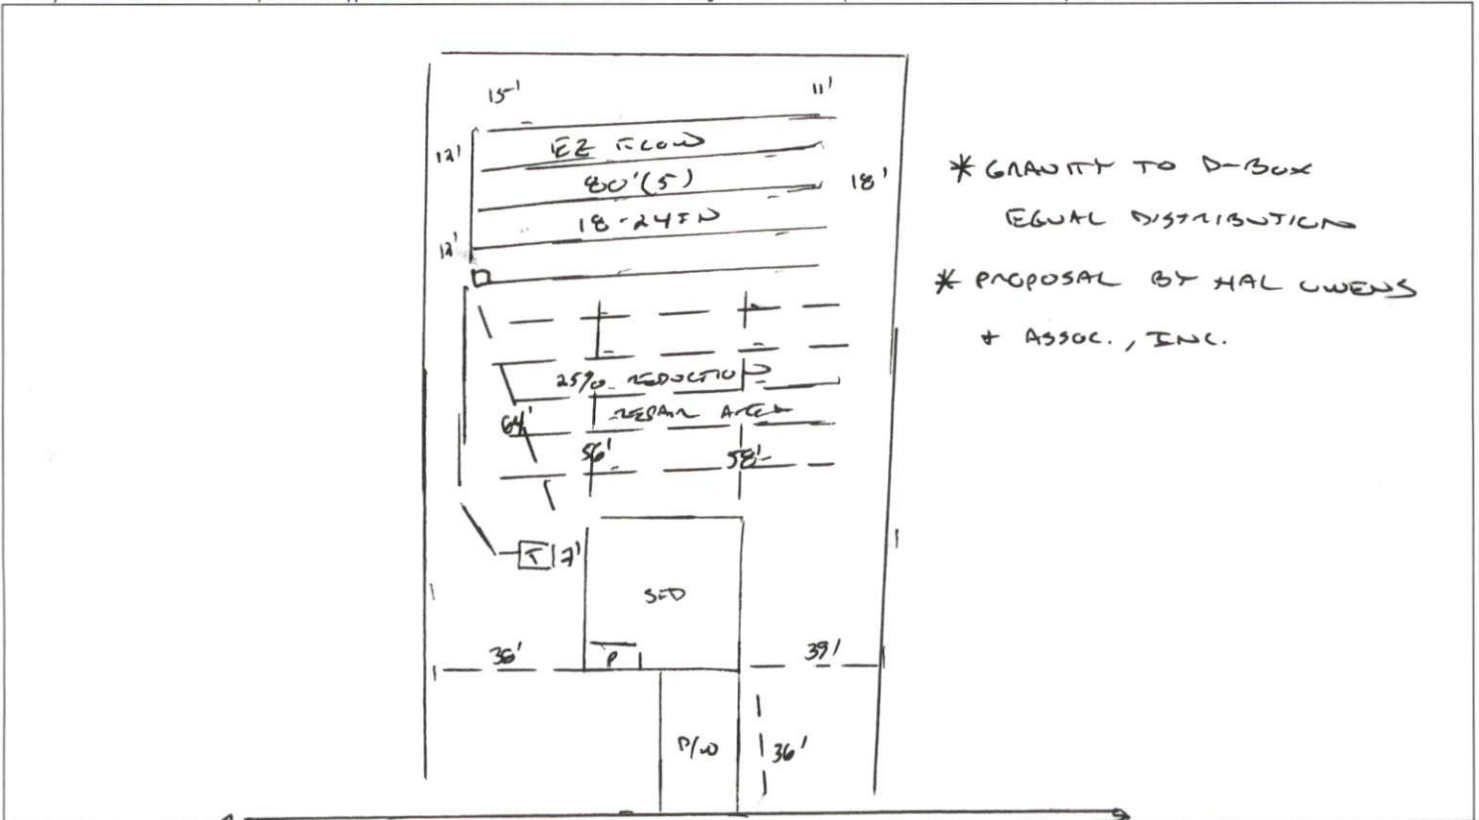 15' 11'
12' EZ FLOW
80'(5) 18'
18-24IN
12'
25% REDUCTION
REPAIR AREA
64'
56' 58'
T 7'
SFD
36' 39'
P
D/W 36'
* GRAVITY TO D-BOX
EQUAL DISTRIBUTION
* PROPOSAL BY HAL OWENS
+ ASSOC., INC.